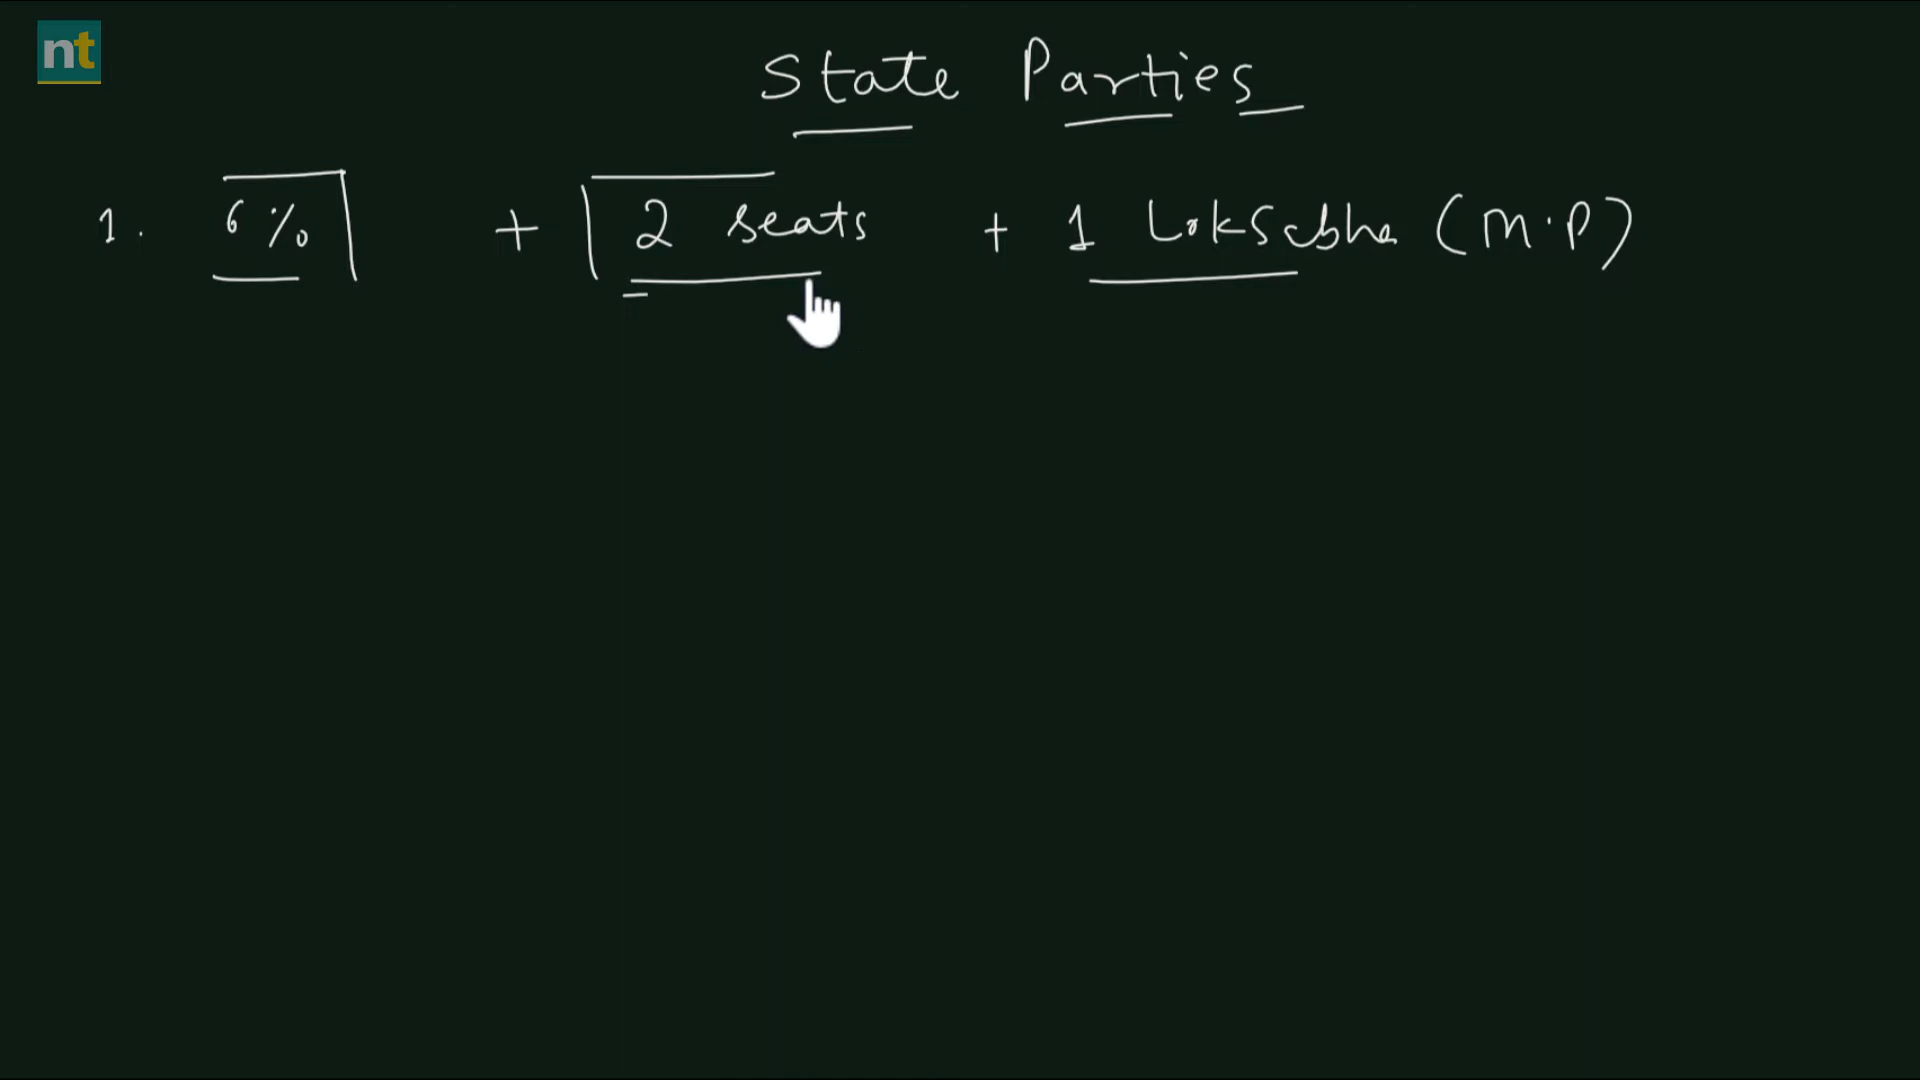 nt
State Parties
1. 6% + 2 seats + 1 LokSabha (M.P)